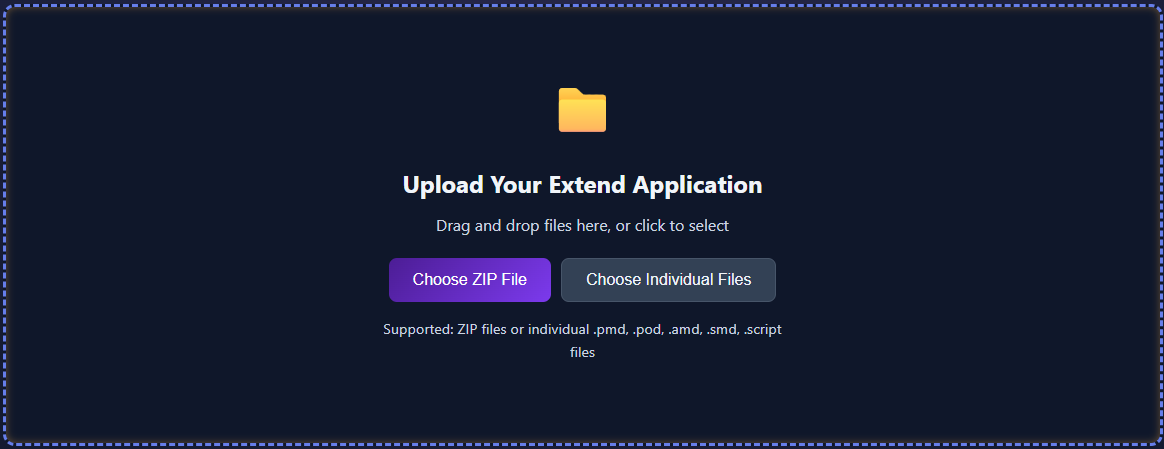 Upload Your Extend Application
Drag and drop files here, or click to select
Choose ZIP File
Choose Individual Files
Supported: ZIP files or individual .pmd, .pod, .amd, .smd, .script
files